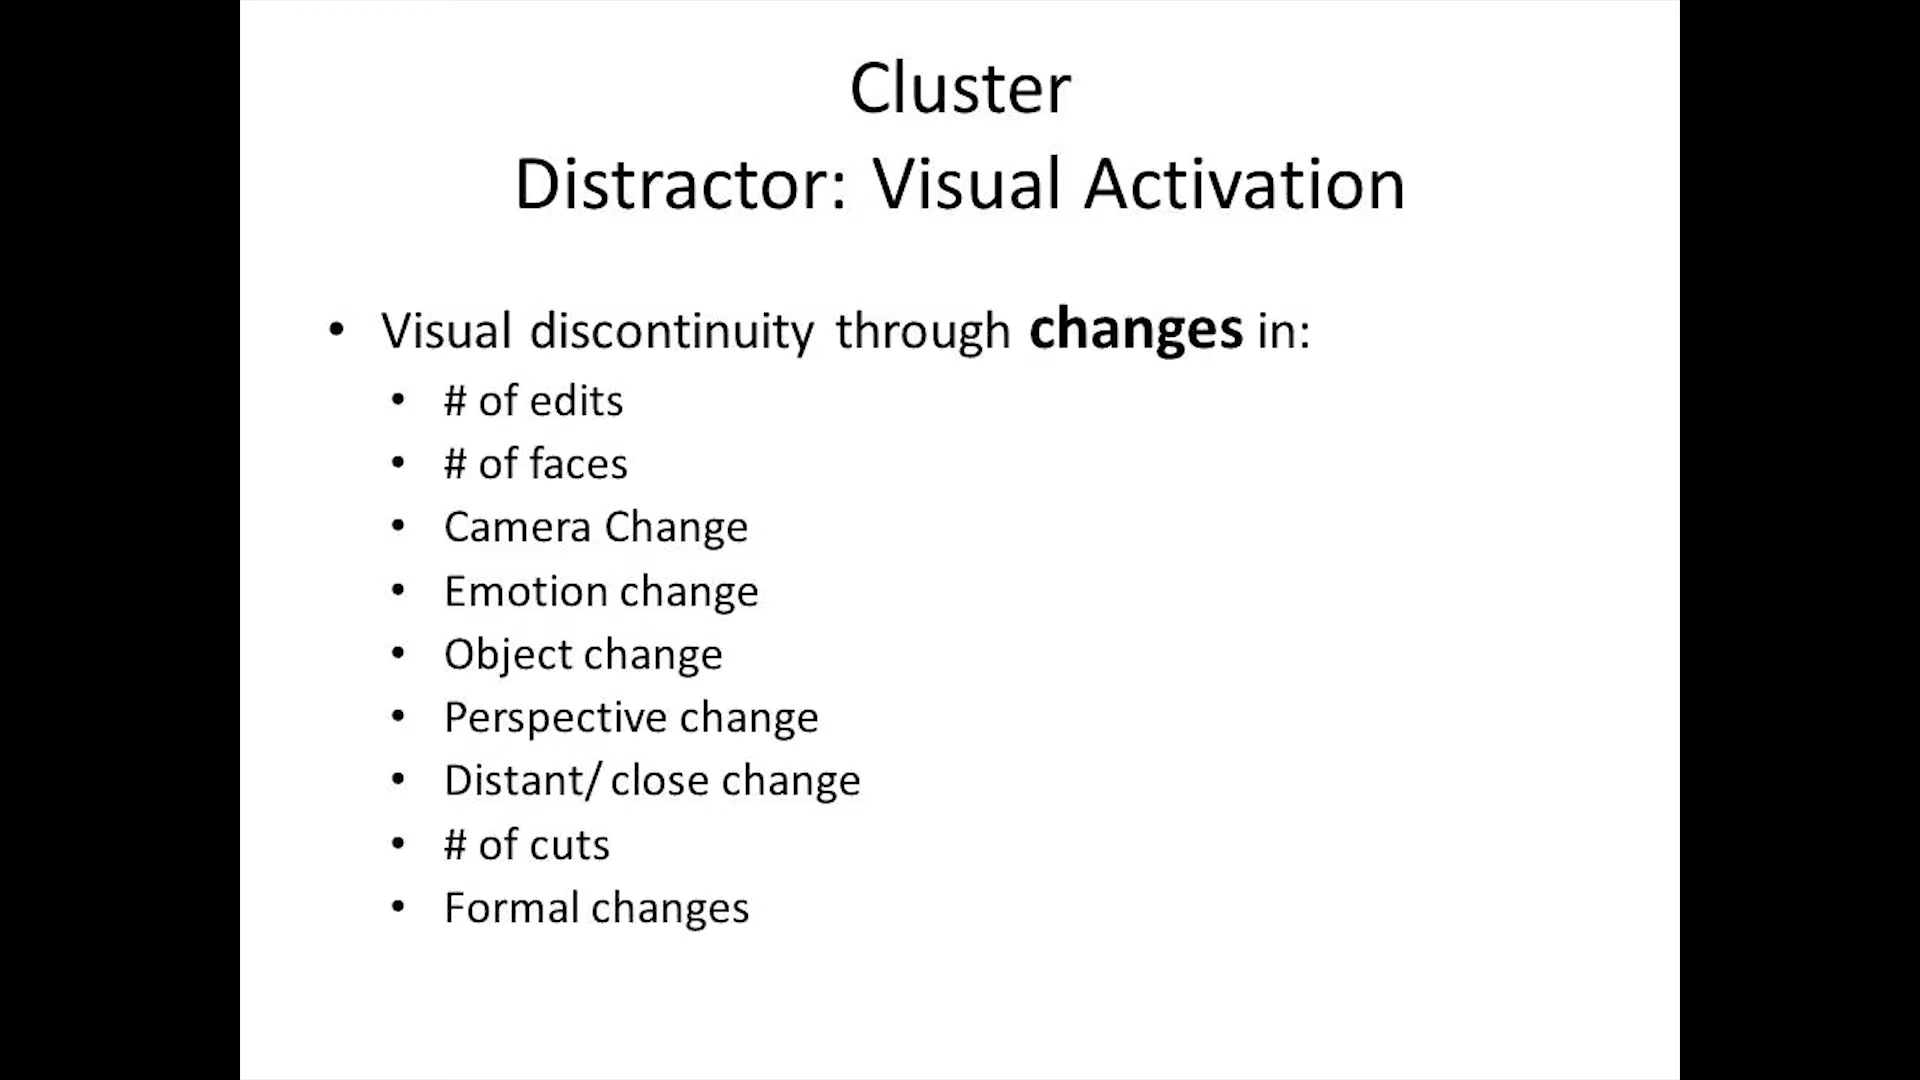 Cluster
Distractor: Visual Activation
• Visual discontinuity through changes in:
• # of edits
• # of faces
• Camera Change
• Emotion change
• Object change
• Perspective change
• Distant/ close change
• # of cuts
• Formal changes